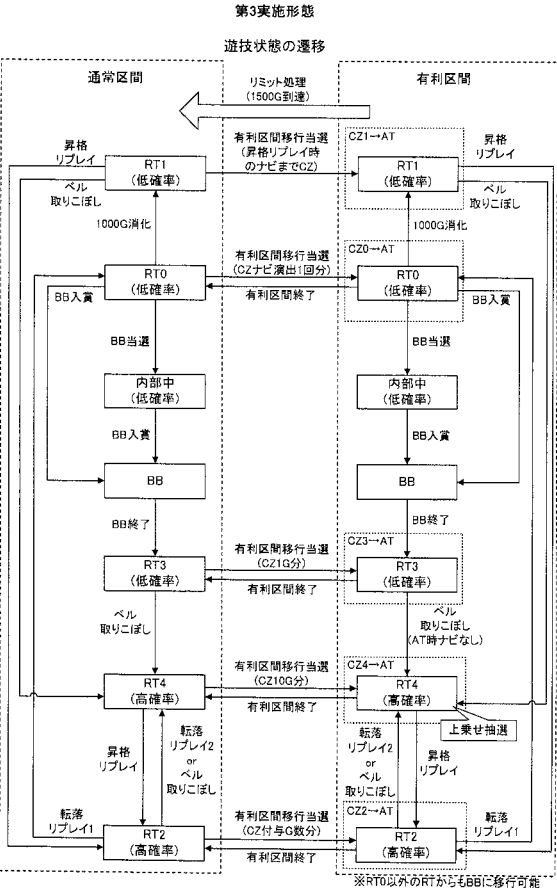 第3実施形態
遊技状態の遷移
通常区間
リミット処理
(1500G到達)
有利区間
昇格
リプレイ
RT1
(低確率)
ベル
取りこぼし
有利区間移行当選
(昇格リプレイ時
のナビまでCZ)
CZ1→AT
RT1
(低確率)
昇格
リプレイ
ベル
取りこぼし
1000G消化
1000G消化
RT0
(低確率)
有利区間移行当選
(CZナビ演出1回分)
有利区間終了
CZ0→AT
RT0
(低確率)
BB入賞
BB入賞
BB当選
BB当選
内部中
(低確率)
内部中
(低確率)
BB入賞
BB入賞
BB
BB
BB終了
BB終了
RT3
(低確率)
有利区間移行当選
(CZ1G分)
有利区間終了
CZ3→AT
RT3
(低確率)
ベル
取りこぼし
ベル
取りこぼし
(AT時ナビなし)
RT4
(高確率)
有利区間移行当選
(CZ10G分)
有利区間終了
CZ4→AT
RT4
(高確率)
上乗せ抽選
昇格
リプレイ
転落
リプレイ2
or
ベル
取りこぼし
転落
リプレイ2
or
ベル
取りこぼし
昇格
リプレイ
転落
リプレイ1
RT2
(高確率)
有利区間移行当選
(CZ付与G数分)
有利区間終了
CZ2→AT
RT2
(高確率)
転落
リプレイ1
※RT0以外のRTからもBBに移行可能